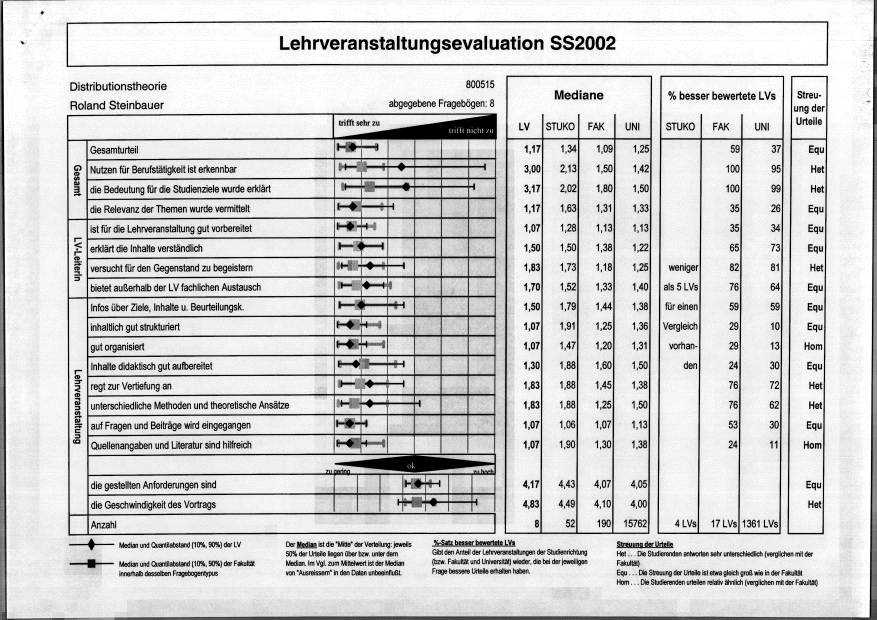 Lehrveranstaltungsevaluation SS2002
Distributionstheorie 800515
Roland Steinbauer abgegebene Fragebögen: 8
Mediane % besser bewertete LVs Streu-
ung der
Urteile
trifft sehr zu
trifft nicht zu
LV STUKO FAK UNI STUKO FAK UNI
Gesamt
Gesamturteil 1,17 1,34 1,09 1,25 59 37 Equ
Nutzen für Berufstätigkeit ist erkennbar 3,00 2,13 1,50 1,42 100 95 Het
die Bedeutung für die Studienziele wurde erklärt 3,17 2,02 1,80 1,50 100 99 Het
die Relevanz der Themen wurde vermittelt 1,17 1,63 1,31 1,33 35 26 Equ
LV-LeiterIn
ist für die Lehrveranstaltung gut vorbereitet 1,07 1,28 1,13 1,13 35 34 Equ
erklärt die Inhalte verständlich 1,50 1,50 1,38 1,22 65 73 Equ
versucht für den Gegenstand zu begeistern 1,83 1,73 1,18 1,25 weniger 82 81 Het
bietet außerhalb der LV fachlichen Austausch 1,70 1,52 1,33 1,40 als 5 LVs 76 64 Equ
Lehrveranstaltung
Infos über Ziele, Inhalte u. Beurteilungsk. 1,50 1,79 1,44 1,38 für einen 59 59 Equ
inhaltlich gut strukturiert 1,07 1,91 1,25 1,36 Vergleich 29 10 Equ
gut organisiert 1,07 1,47 1,20 1,31 vorhan- 29 13 Hom
Inhalte didaktisch gut aufbereitet 1,30 1,88 1,60 1,50 den 24 30 Equ
regt zur Vertiefung an 1,83 1,88 1,45 1,38 76 72 Het
unterschiedliche Methoden und theoretische Ansätze 1,83 1,88 1,25 1,50 76 62 Het
auf Fragen und Beiträge wird eingegangen 1,07 1,06 1,07 1,13 53 30 Equ
Quellenangaben und Literatur sind hilfreich 1,07 1,90 1,30 1,38 24 11 Hom
zu gering ok zu hoch
die gestellten Anforderungen sind 4,17 4,43 4,07 4,05 Equ
die Geschwindigkeit des Vortrags 4,83 4,49 4,10 4,00 Het
Anzahl 8 52 190 15762 4 LVs 17 LVs 1361 LVs
Median und Quantilabstand (10%, 90%) der LV
Median und Quantilabstand (10%, 90%) der Fakultät
innerhalb desselben Fragebogentypus
Der Median ist die "Mitte" der Verteilung: jeweils
50% der Urteile liegen über bzw. unter dem
Median. Im Vgl. zum Mittelwert ist der Median
von "Ausreissern" in den Daten unbeeinflußt.
%-Satz besser bewertete LVs
Gibt den Anteil der Lehrveranstaltungen der Studienrichtung
(bzw. Fakultät und Universität) wieder, die bei der jeweiligen
Frage bessere Urteile erhalten haben.
Streuung der Urteile
Het . . . Die Studierenden antworten sehr unterschiedlich (verglichen mit der
Fakultät)
Equ . . . Die Streuung der Urteile ist etwa gleich groß wie in der Fakultät
Hom . . . Die Studierenden urteilen relativ ähnlich (verglichen mit der Fakultät)